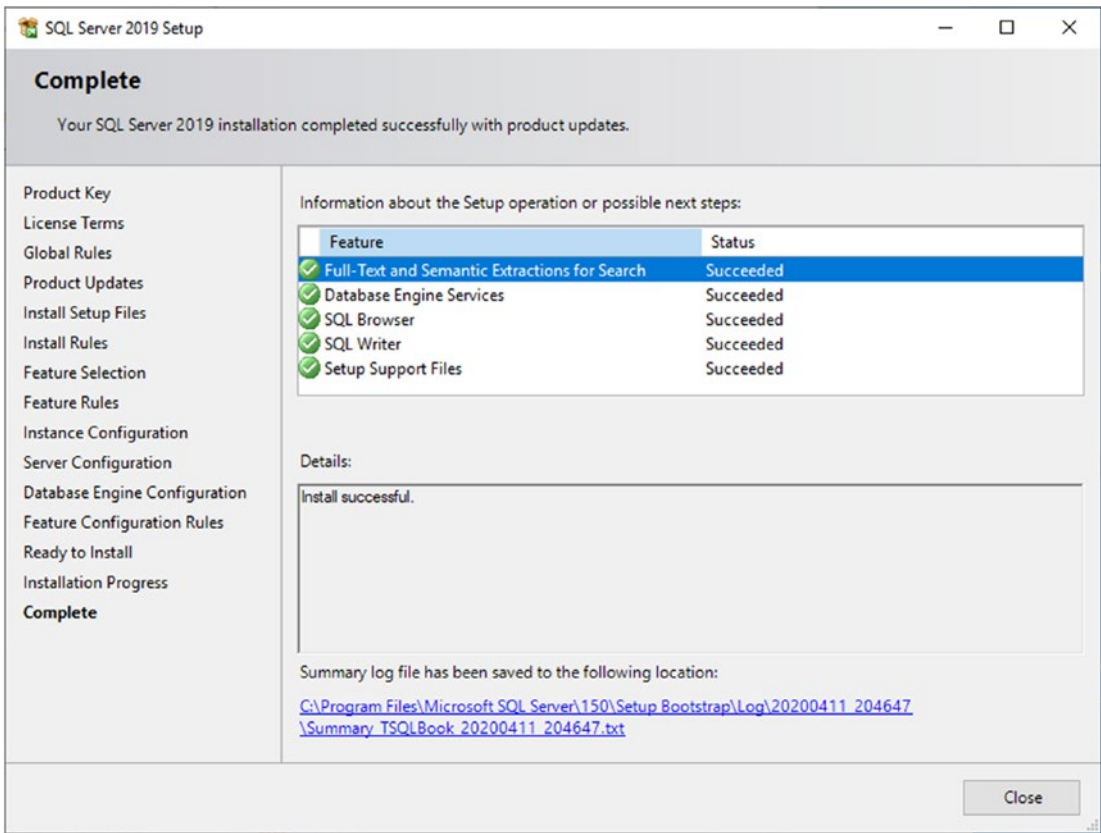 SQL Server 2019 Setup
Complete
Your SQL Server 2019 installation completed successfully with product updates.
Product Key
License Terms
Global Rules
Product Updates
Install Setup Files
Install Rules
Feature Selection
Feature Rules
Instance Configuration
Server Configuration
Database Engine Configuration
Feature Configuration Rules
Ready to Install
Installation Progress
Complete
Information about the Setup operation or possible next steps:
Feature Status
Full-Text and Semantic Extractions for Search Succeeded
Database Engine Services Succeeded
SQL Browser Succeeded
SQL Writer Succeeded
Setup Support Files Succeeded
Details:
Install successful.
Summary log file has been saved to the following location:
C:\Program Files\Microsoft SQL Server\150\Setup Bootstrap\Log\20200411_204647
\Summary_TSQLBook_20200411_204647.txt
Close